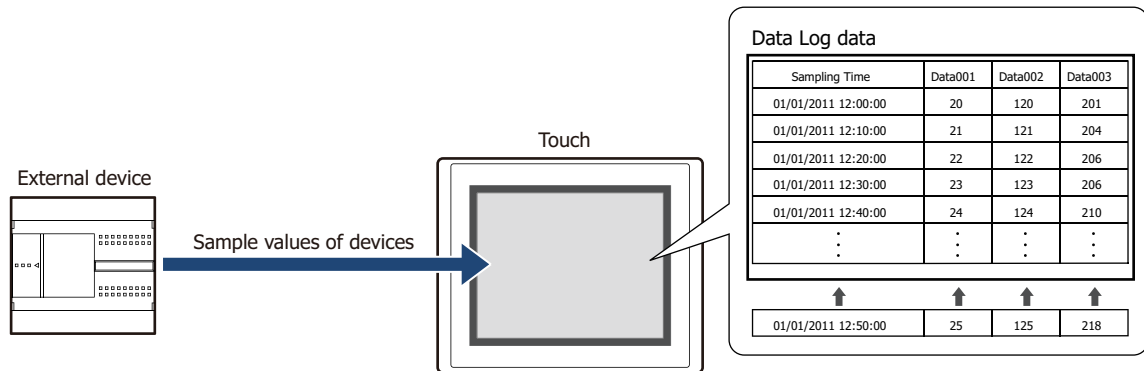 Data Log data
Sampling Time Data001 Data002 Data003
01/01/2011 12:00:00 20 120 201
01/01/2011 12:10:00 21 121 204
01/01/2011 12:20:00 22 122 206
01/01/2011 12:30:00 23 123 206
01/01/2011 12:40:00 24 124 210
01/01/2011 12:50:00 25 125 218
Touch
External device
Sample values of devices